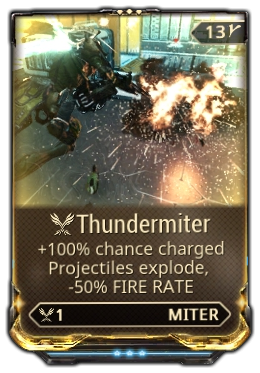 13
Thundermiter
+100% chance charged
Projectiles explode,
-50% FIRE RATE
1 MITER